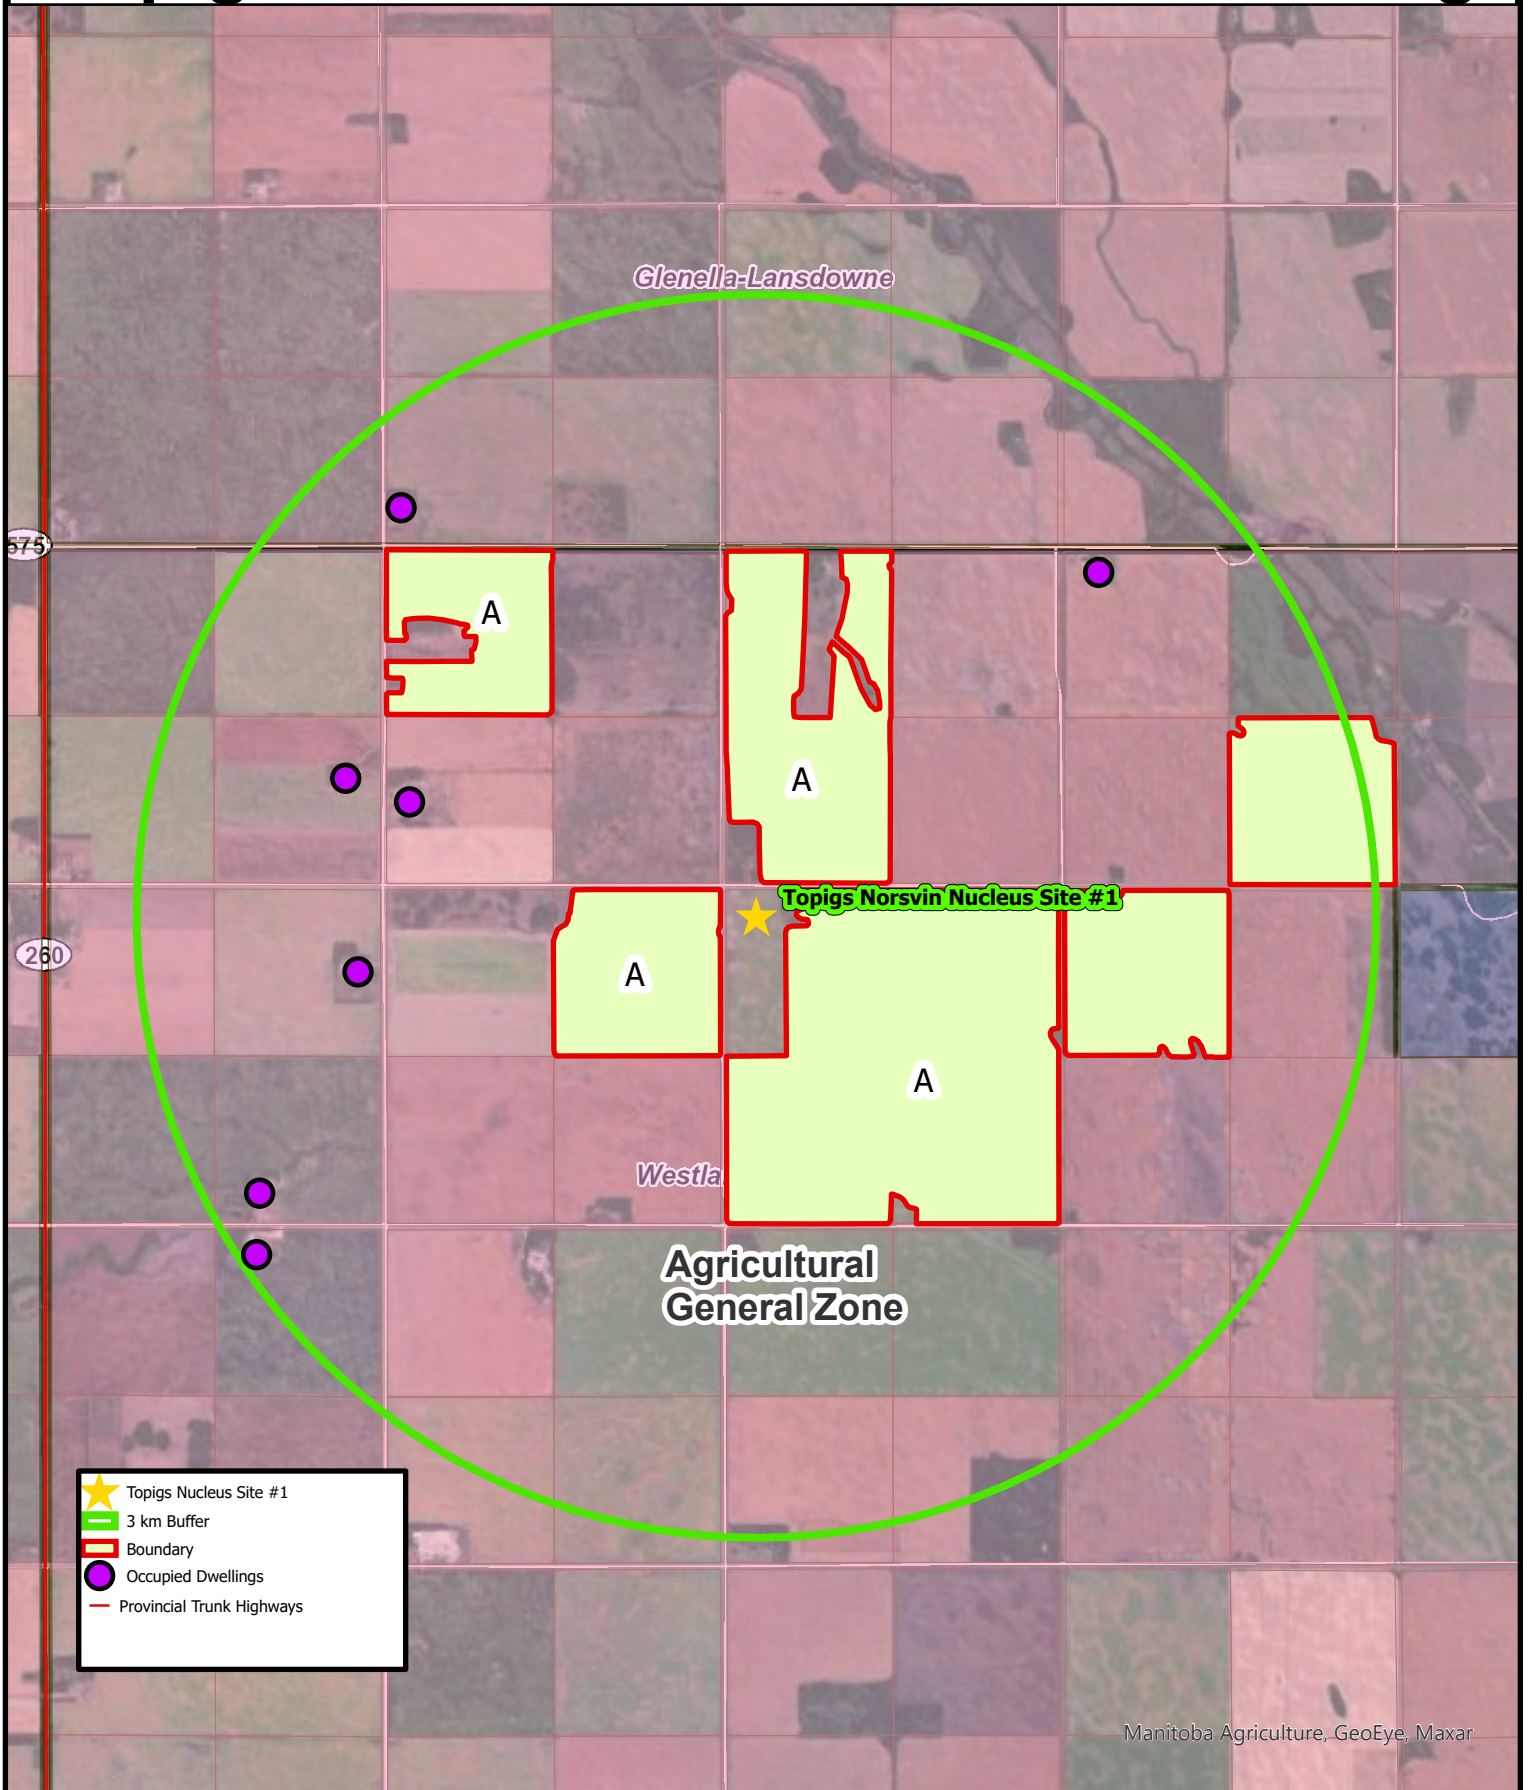 Glenella-Lansdowne
575
A
A
Topigs Norsvin Nucleus Site #1
260
A
A
Westla
Agricultural
General Zone
Topigs Nucleus Site #1
3 km Buffer
Boundary
Occupied Dwellings
Provincial Trunk Highways
Manitoba Agriculture, GeoEye, Maxar